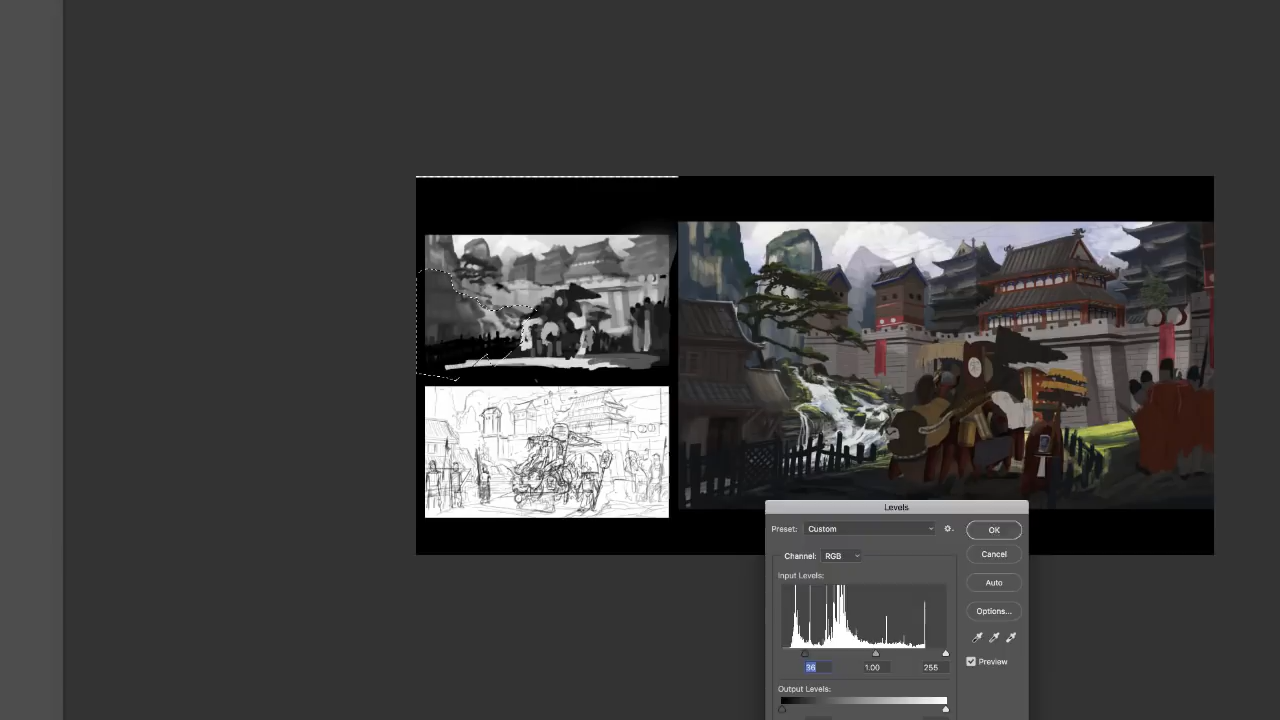 Levels
Preset: Custom
OK
Channel: RGB
Cancel
Input Levels:
Auto
Options...
Preview
36 1.00 255
Output Levels: